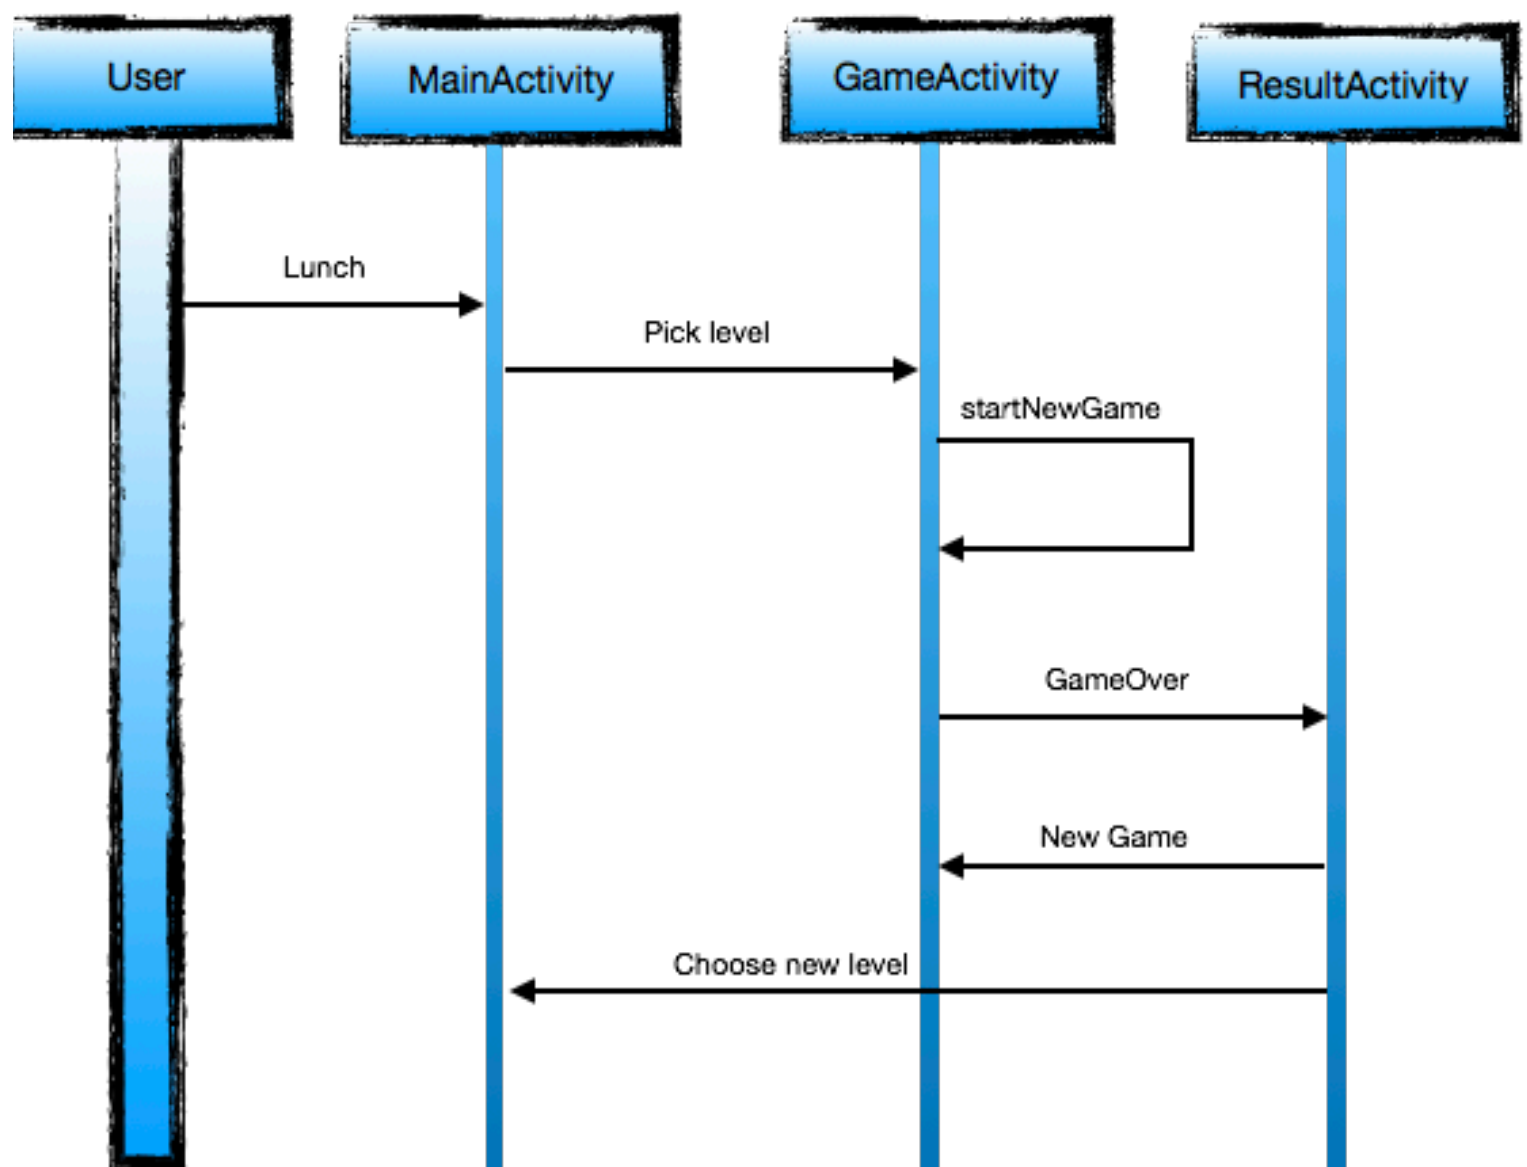 User
MainActivity
GameActivity
ResultActivity
Lunch
Pick level
startNewGame
GameOver
New Game
Choose new level